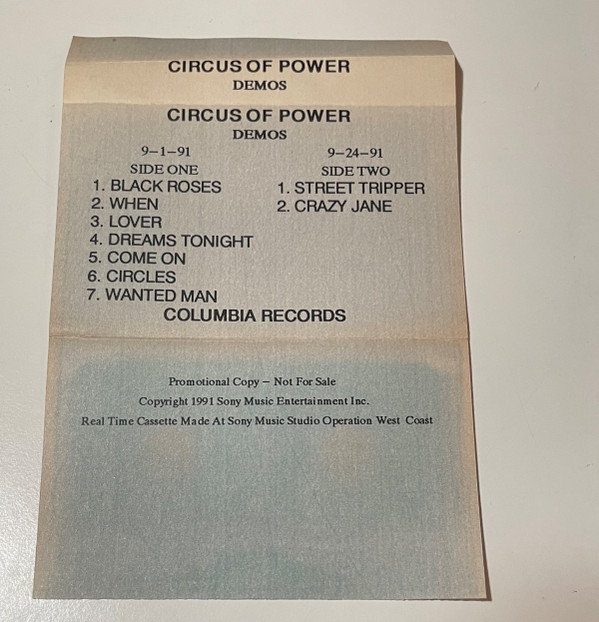 CIRCUS OF POWER
DEMOS
CIRCUS OF POWER
DEMOS
9-1-91
SIDE ONE
1. BLACK ROSES
2. WHEN
3. LOVER
4. DREAMS TONIGHT
5. COME ON
6. CIRCLES
7. WANTED MAN
9-24-91
SIDE TWO
1. STREET TRIPPER
2. CRAZY JANE
COLUMBIA RECORDS
Promotional Copy – Not For Sale
Copyright 1991 Sony Music Entertainment Inc.
Real Time Cassette Made At Sony Music Studio Operation West Coast